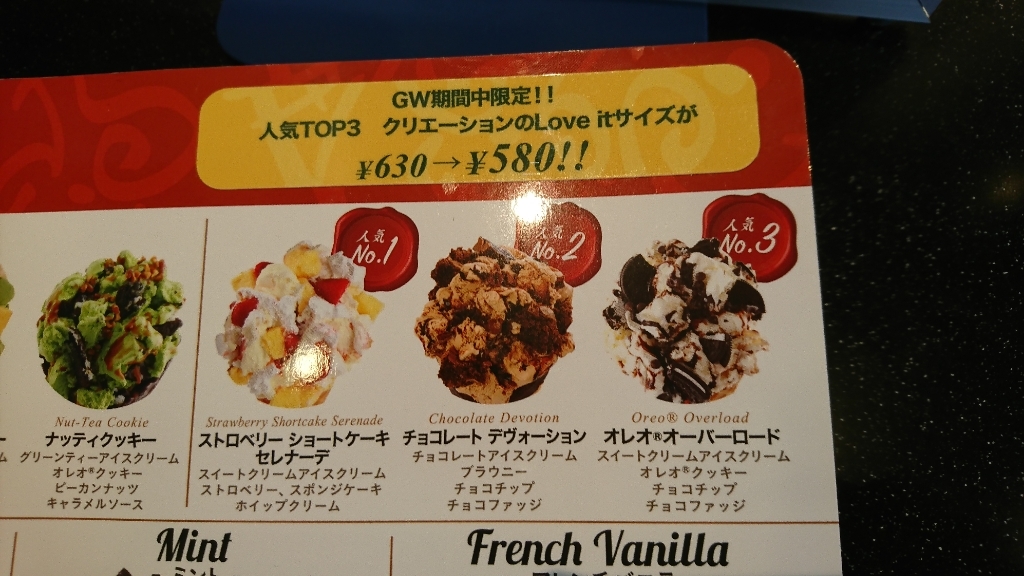 GW期間中限定!!
人気TOP3 クリエーションのLove itサイズが
¥630→¥580!!
人気
No.1
人気
No.2
人気
No.3
Nut-Tea Cookie
ナッティクッキー
グリーンティーアイスクリーム
オレオ®クッキー
ピーカンナッツ
キャラメルソース
Strawberry Shortcake Serenade
ストロベリー ショートケーキ
セレナーデ
スイートクリームアイスクリーム
ストロベリー、スポンジケーキ
ホイップクリーム
Chocolate Devotion
チョコレート デヴォーション
チョコレートアイスクリーム
ブラウニー
チョコチップ
チョコファッジ
Oreo® Overload
オレオ®オーバーロード
スイートクリームアイスクリーム
オレオ®クッキー
チョコチップ
チョコファッジ
Mint
ミント
French Vanilla